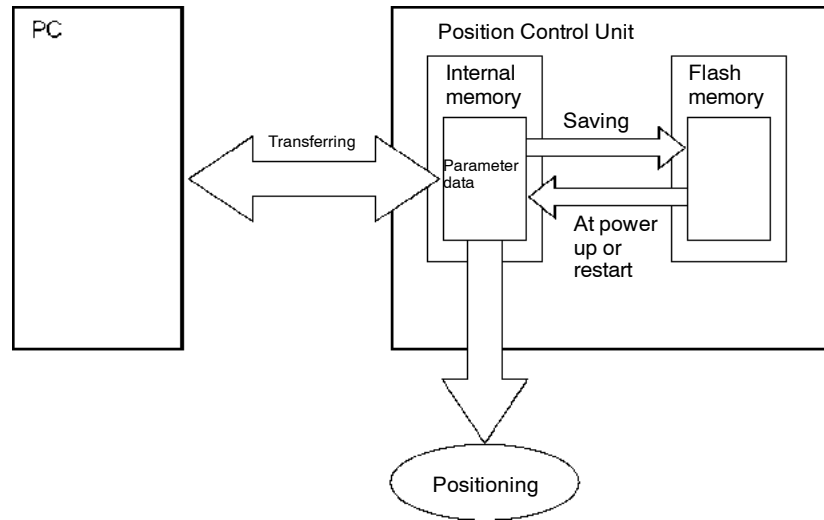 PC
Position Control Unit
Internal
memory
Flash
memory
Saving
Transferring
Parameter
data
At power
up or
restart
Positioning